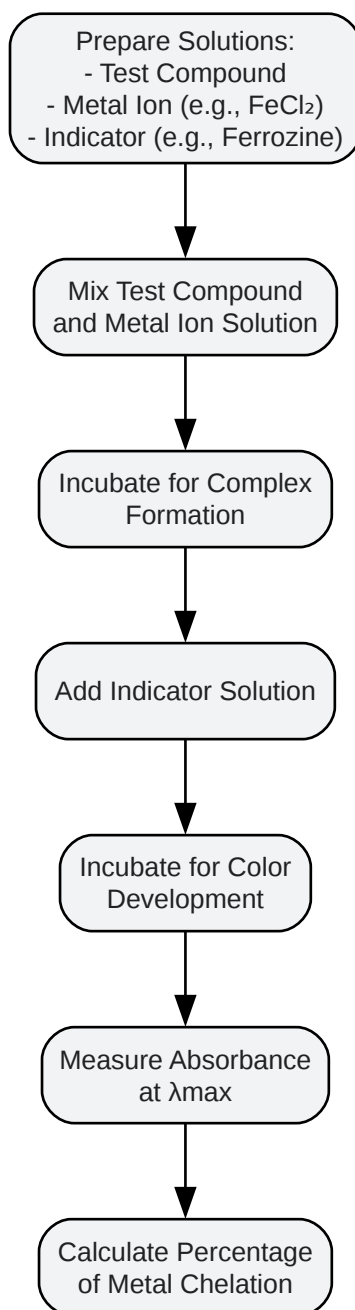 Prepare Solutions:
- Test Compound
- Metal Ion (e.g., FeCl₂)
- Indicator (e.g., Ferrozine)
Mix Test Compound
and Metal Ion Solution
Incubate for Complex
Formation
Add Indicator Solution
Incubate for Color
Development
Measure Absorbance
at λmax
Calculate Percentage
of Metal Chelation